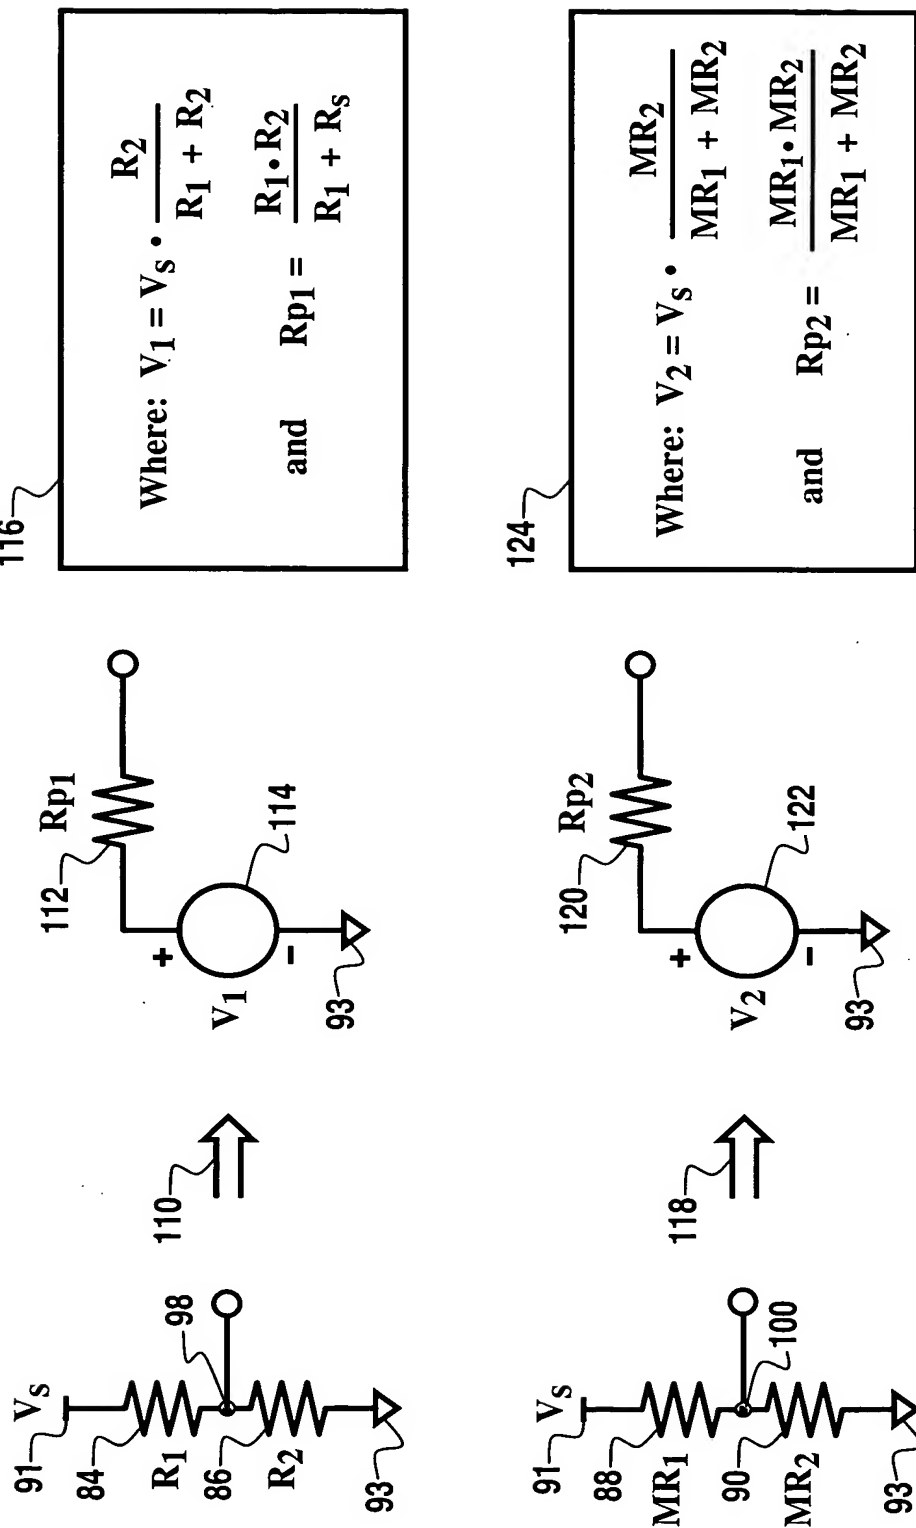 91
Vs
84
R1
98
86
R2
93
110
112
Rp1
+
114
V1
-
93
116
Where: V1 = Vs • R2
R1 + R2
and Rp1 = R1 • R2
R1 + Rs
91
Vs
88
MR1
100
90
MR2
93
118
120
Rp2
+
122
V2
-
93
124
Where: V2 = Vs • MR2
MR1 + MR2
and Rp2 = MR1 • MR2
MR1 + MR2